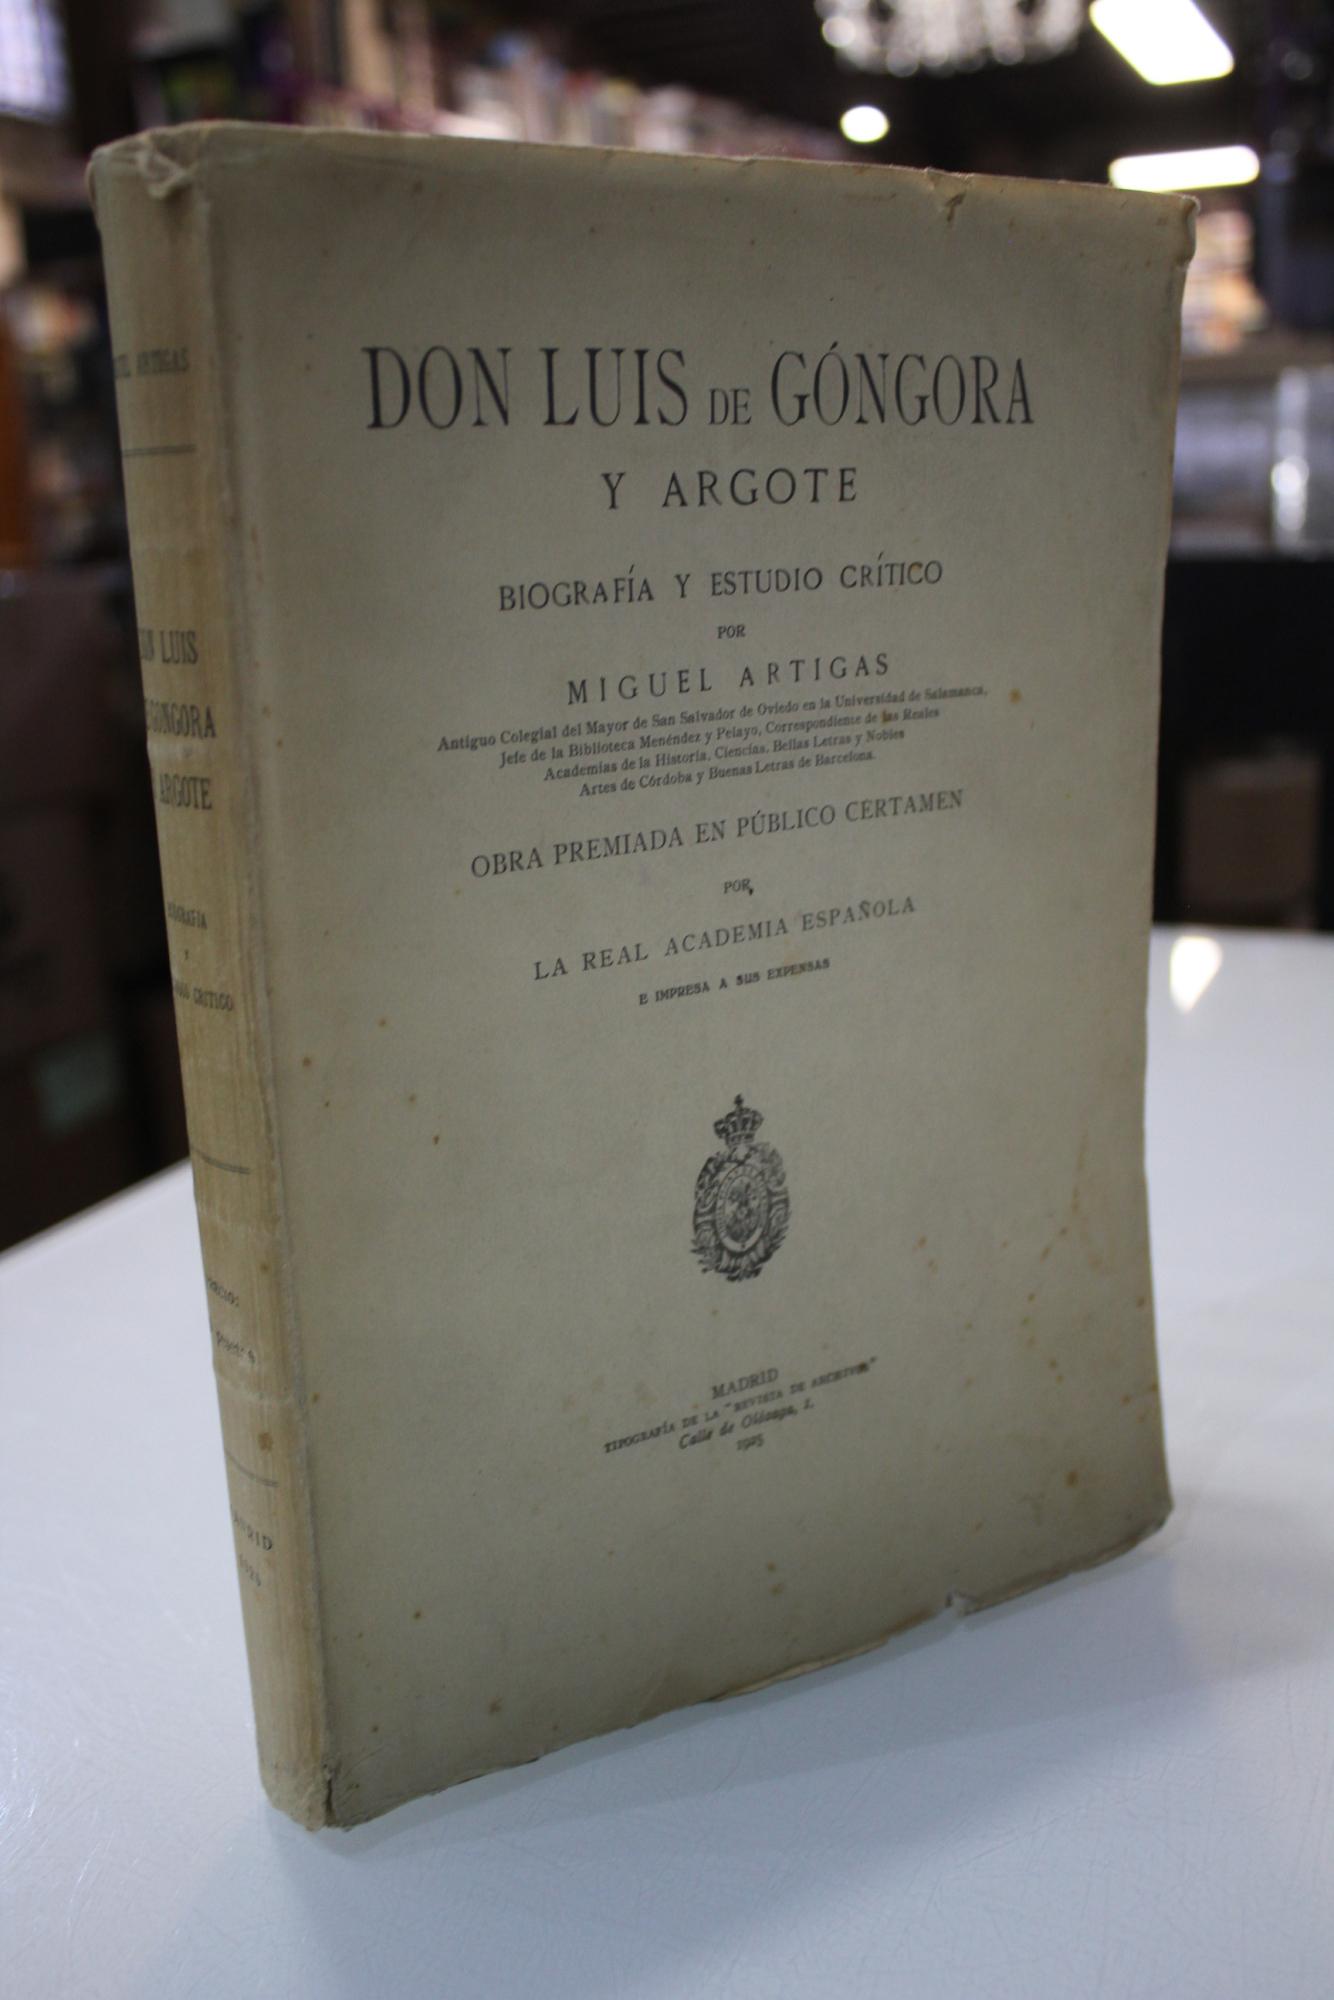 DON LUIS DE GÓNGORA
Y ARGOTE
BIOGRAFÍA Y ESTUDIO CRÍTICO
POR
MIGUEL ARTIGAS
Antiguo Colegial del Mayor de San Salvador de Oviedo en la Universidad de Salamanca,
Jefe de la Biblioteca Menéndez y Pelayo, Correspondiente de las Reales
Academias de la Historia, Ciencias, Bellas Letras y Nobles
Artes de Córdoba y Buenas Letras de Barcelona.
OBRA PREMIADA EN PÚBLICO CERTAMEN
POR
LA REAL ACADEMIA ESPAÑOLA
E IMPRESA A SUS EXPENSAS
MADRID
TIPOGRAFÍA DE LA "REVISTA DE ARCHIVOS"
Calle de Olózaga, 1.
1925
ARTIGAS
LUIS
GÓNGORA
ARGOTE
Y
CRÍTICO